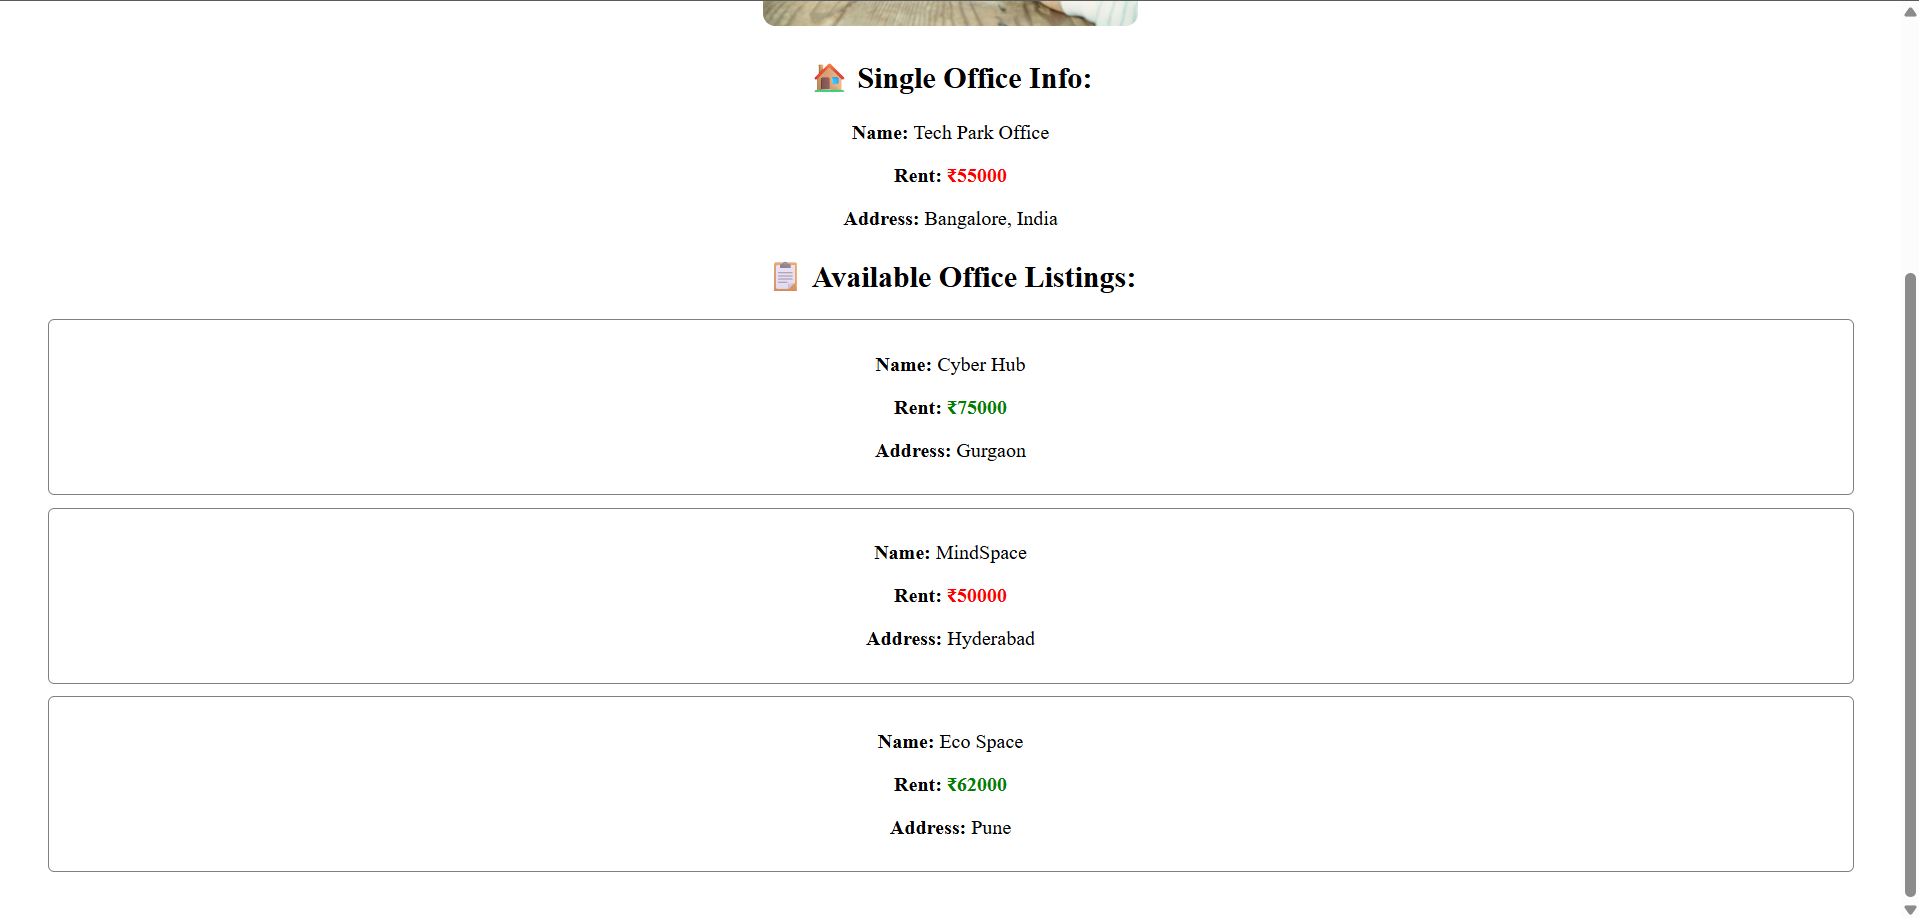 Single Office Info:
Name: Tech Park Office
Rent: ₹55000
Address: Bangalore, India
Available Office Listings:
Name: Cyber Hub
Rent: ₹75000
Address: Gurgaon
Name: MindSpace
Rent: ₹50000
Address: Hyderabad
Name: Eco Space
Rent: ₹62000
Address: Pune